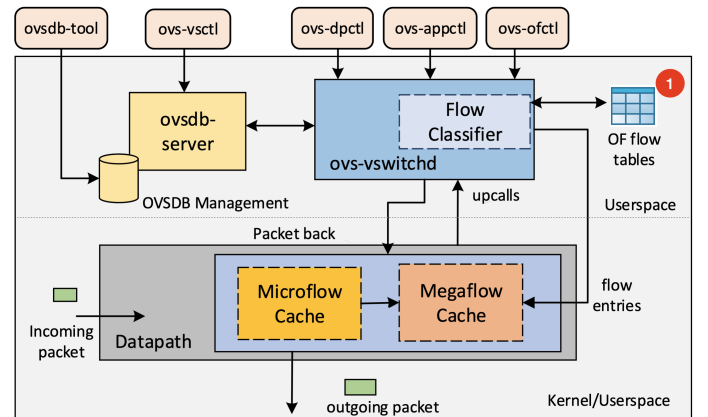 ovsdb-tool
ovs-vsctl
ovs-dpctl
ovs-appctl
ovs-ofctl
1
ovsdb-
server
Flow
Classifier
ovs-vswitchd
OF flow
tables
OVSDB Management
upcalls
Userspace
Packet back
Microflow
Cache
Megaflow
Cache
flow
entries
Incoming
packet
Datapath
outgoing packet
Kernel/Userspace